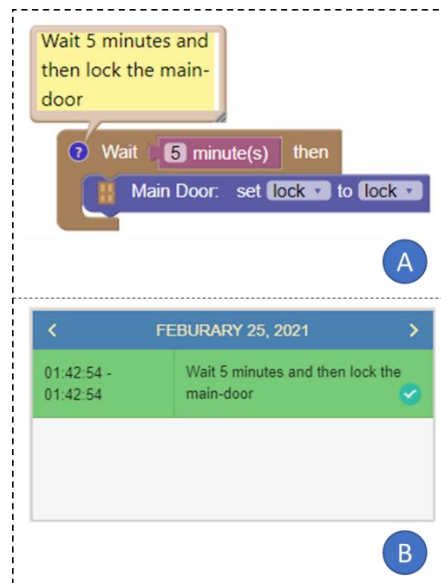 Wait 5 minutes and
then lock the main-
door
? Wait 5 minute(s) then
Main Door: set lock to lock
A
< FEBURARY 25, 2021 >
01:42:54 - Wait 5 minutes and then lock the
01:42:54 main-door
B